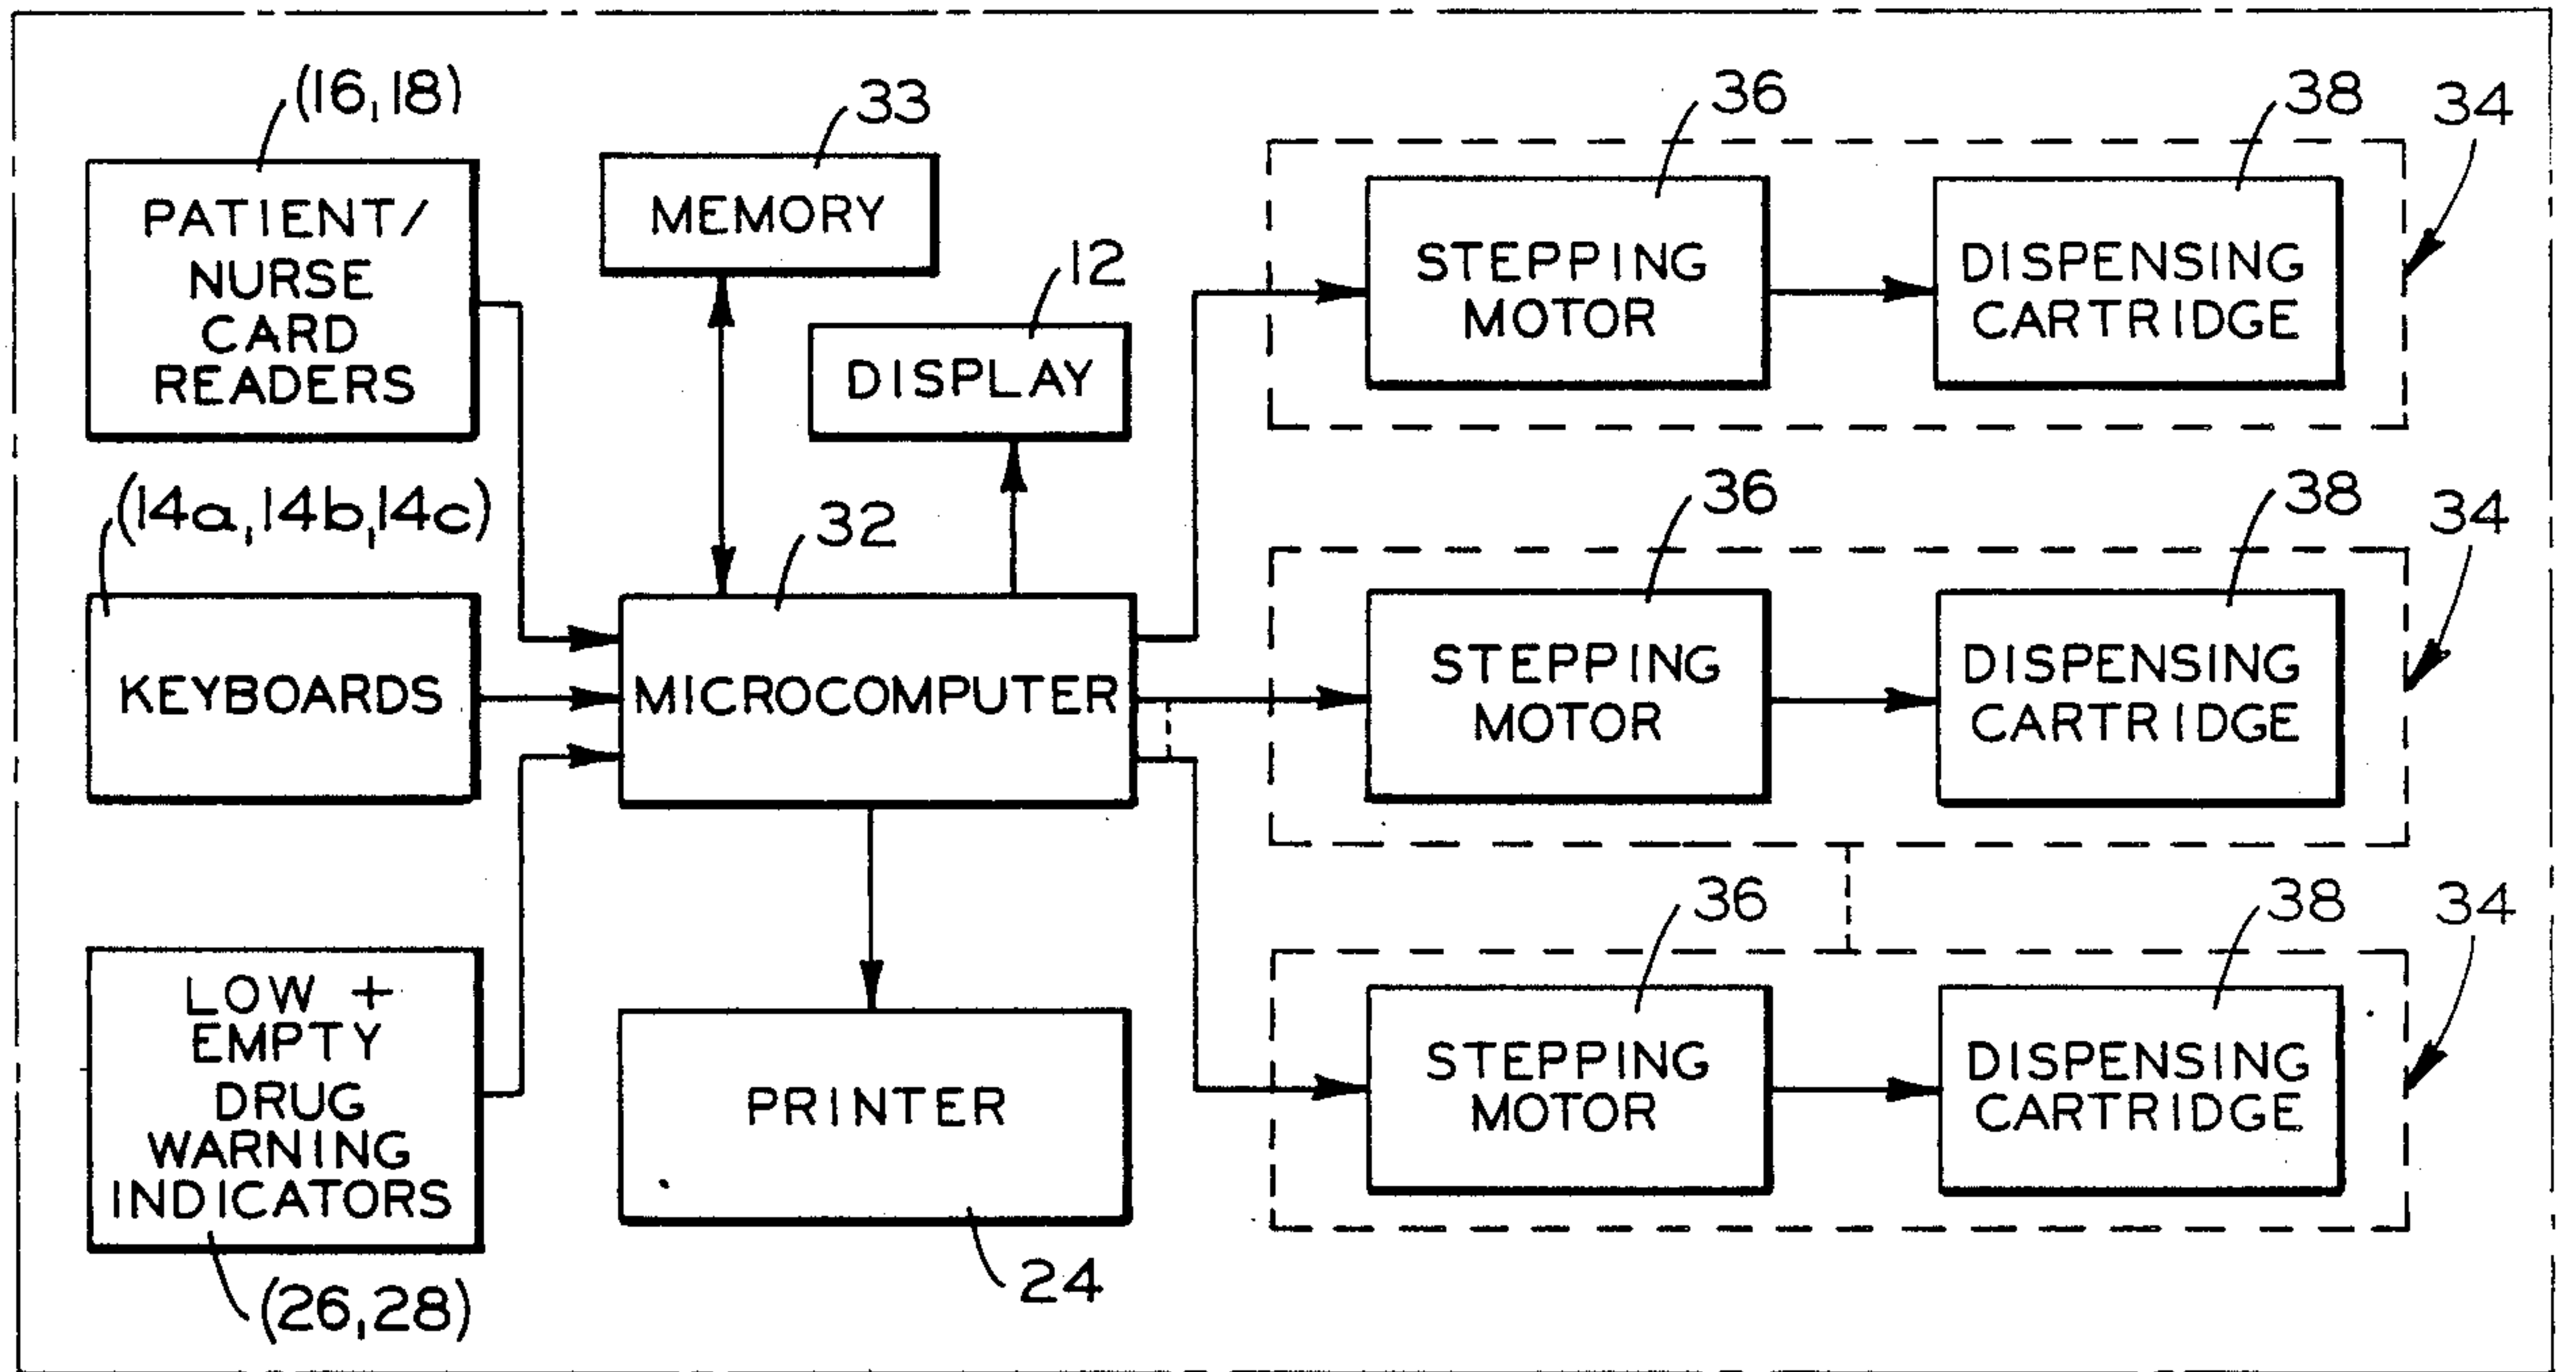 (16,18)
PATIENT/
NURSE
CARD
READERS
33
MEMORY
12
DISPLAY
36
STEPPING
MOTOR
38
DISPENSING
CARTRIDGE
34
(14a,14b,14c)
KEYBOARDS
32
MICROCOMPUTER
36
STEPPING
MOTOR
38
DISPENSING
CARTRIDGE
34
LOW +
EMPTY
DRUG
WARNING
INDICATORS
(26,28)
PRINTER
24
36
STEPPING
MOTOR
38
DISPENSING
CARTRIDGE
34